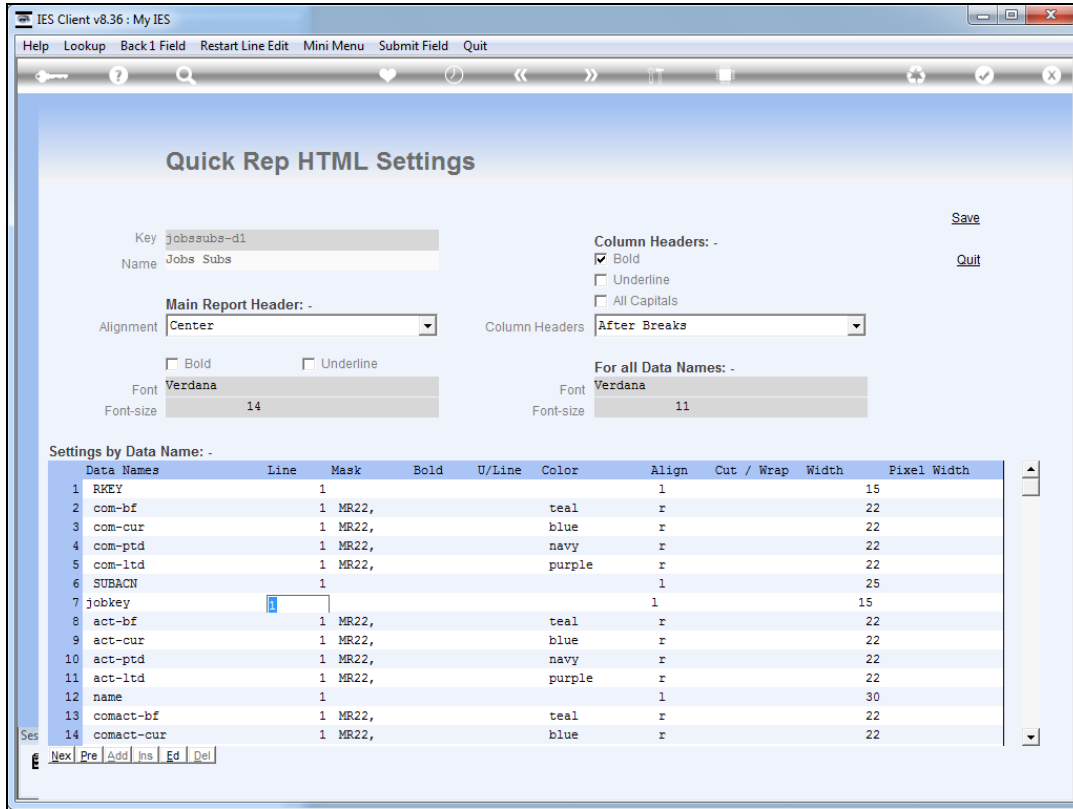 IES Client v8.36 : My IES
Help Lookup Back 1 Field Restart Line Edit Mini Menu Submit Field Quit
Quick Rep HTML Settings
Save
Key jobssubs-d1
Column Headers: -
Name Jobs Subs
Bold
Quit
Underline
Main Report Header: -
All Capitals
Alignment Center
Column Headers After Breaks
Bold Underline
For all Data Names: -
Font Verdana
Font Verdana
Font-size 14
Font-size 11
Settings by Data Name: -
Data Names Line Mask Bold U/Line Color Align Cut / Wrap Width Pixel Width
1 RKEY 1 l 15
2 com-bf 1 MR22, teal r 22
3 com-cur 1 MR22, blue r 22
4 com-ptd 1 MR22, navy r 22
5 com-ltd 1 MR22, purple r 22
6 SUBACN 1 l 25
7 jobkey 1 l 15
8 act-bf 1 MR22, teal r 22
9 act-cur 1 MR22, blue r 22
10 act-ptd 1 MR22, navy r 22
11 act-ltd 1 MR22, purple r 22
12 name 1 l 30
13 comact-bf 1 MR22, teal r 22
14 comact-cur 1 MR22, blue r 22
Ses
Nex Pre Add Ins Ed Del